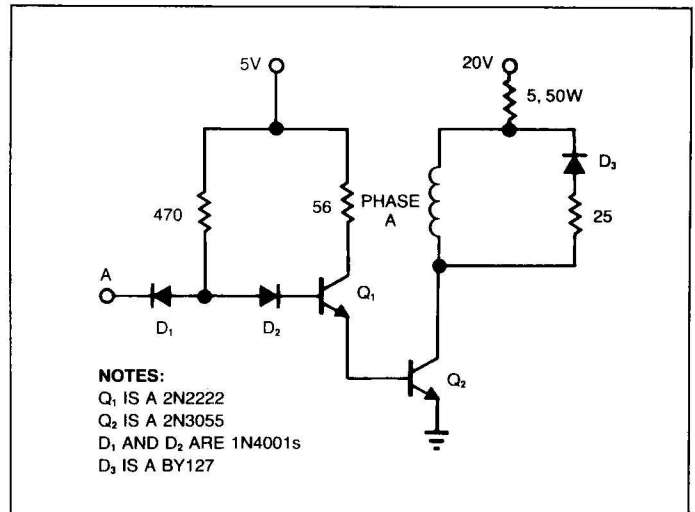 5V
20V
5, 50W
D₃
470
56
PHASE
A
25
A
Q₁
D₁
D₂
Q₂
NOTES:
Q₁ IS A 2N2222
Q₂ IS A 2N3055
D₁ AND D₂ ARE 1N4001s
D₃ IS A BY127